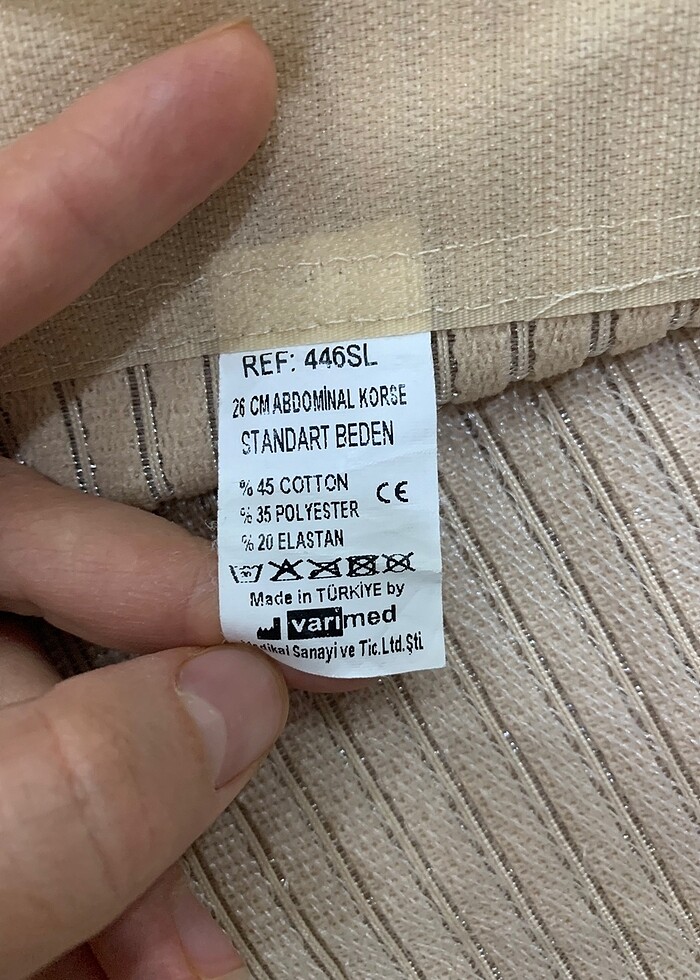 REF: 446SL
26 CM ABDOMİNAL KORSE
STANDART BEDEN
% 45 COTTON
CE
% 35 POLYESTER
% 20 ELASTAN
Made in TÜRKİYE by
varimed
Sanayi ve Tic.Ltd.Şti.